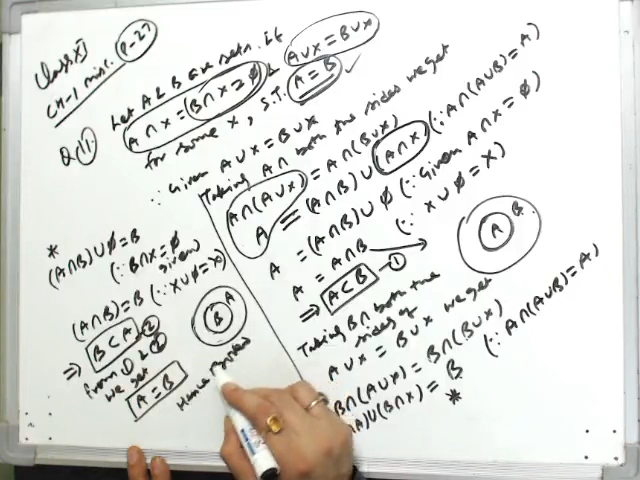 Class XI
CH-1 misc. P-27
Q 11. Let A & B are sets. If
A∩X = B∩X = φ & A∪X = B∪X
for some X, S.T. A = B ✓
∵ Given A∪X = B∪X
Taking A∩ both the sides we get
A∩(A∪X) = A∩(B∪X)
A = (A∩B)∪(A∩X) (∵ A∩(A∪B)=A)
A = (A∩B)∪φ (∵ Given A∩X = φ)
A = A∩B (∵ X∪φ = X)
⇒ A⊂B —①
A B
Taking B∩ both the
sides of
A∪X = B∪X we get
B∩(A∪X) = B∩(B∪X)
A)∪(B∩X) = B (∵ A∩(A∪B)=A)
*
*
(A∩B)∪φ = B
(∵ B∩X = φ
given)
(A∩B) = B (∵ X∪φ = X)
⇒ B⊂A —②
B A
from ① & ②
we get
A = B
Hence proved